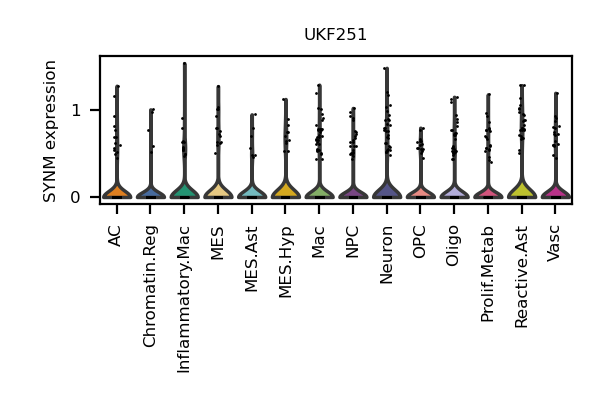 UKF251
SYNM expression
1
0
AC
Chromatin.Reg
Inflammatory.Mac
MES
MES.Ast
MES.Hyp
Mac
NPC
Neuron
OPC
Oligo
Prolif.Metab
Reactive.Ast
Vasc